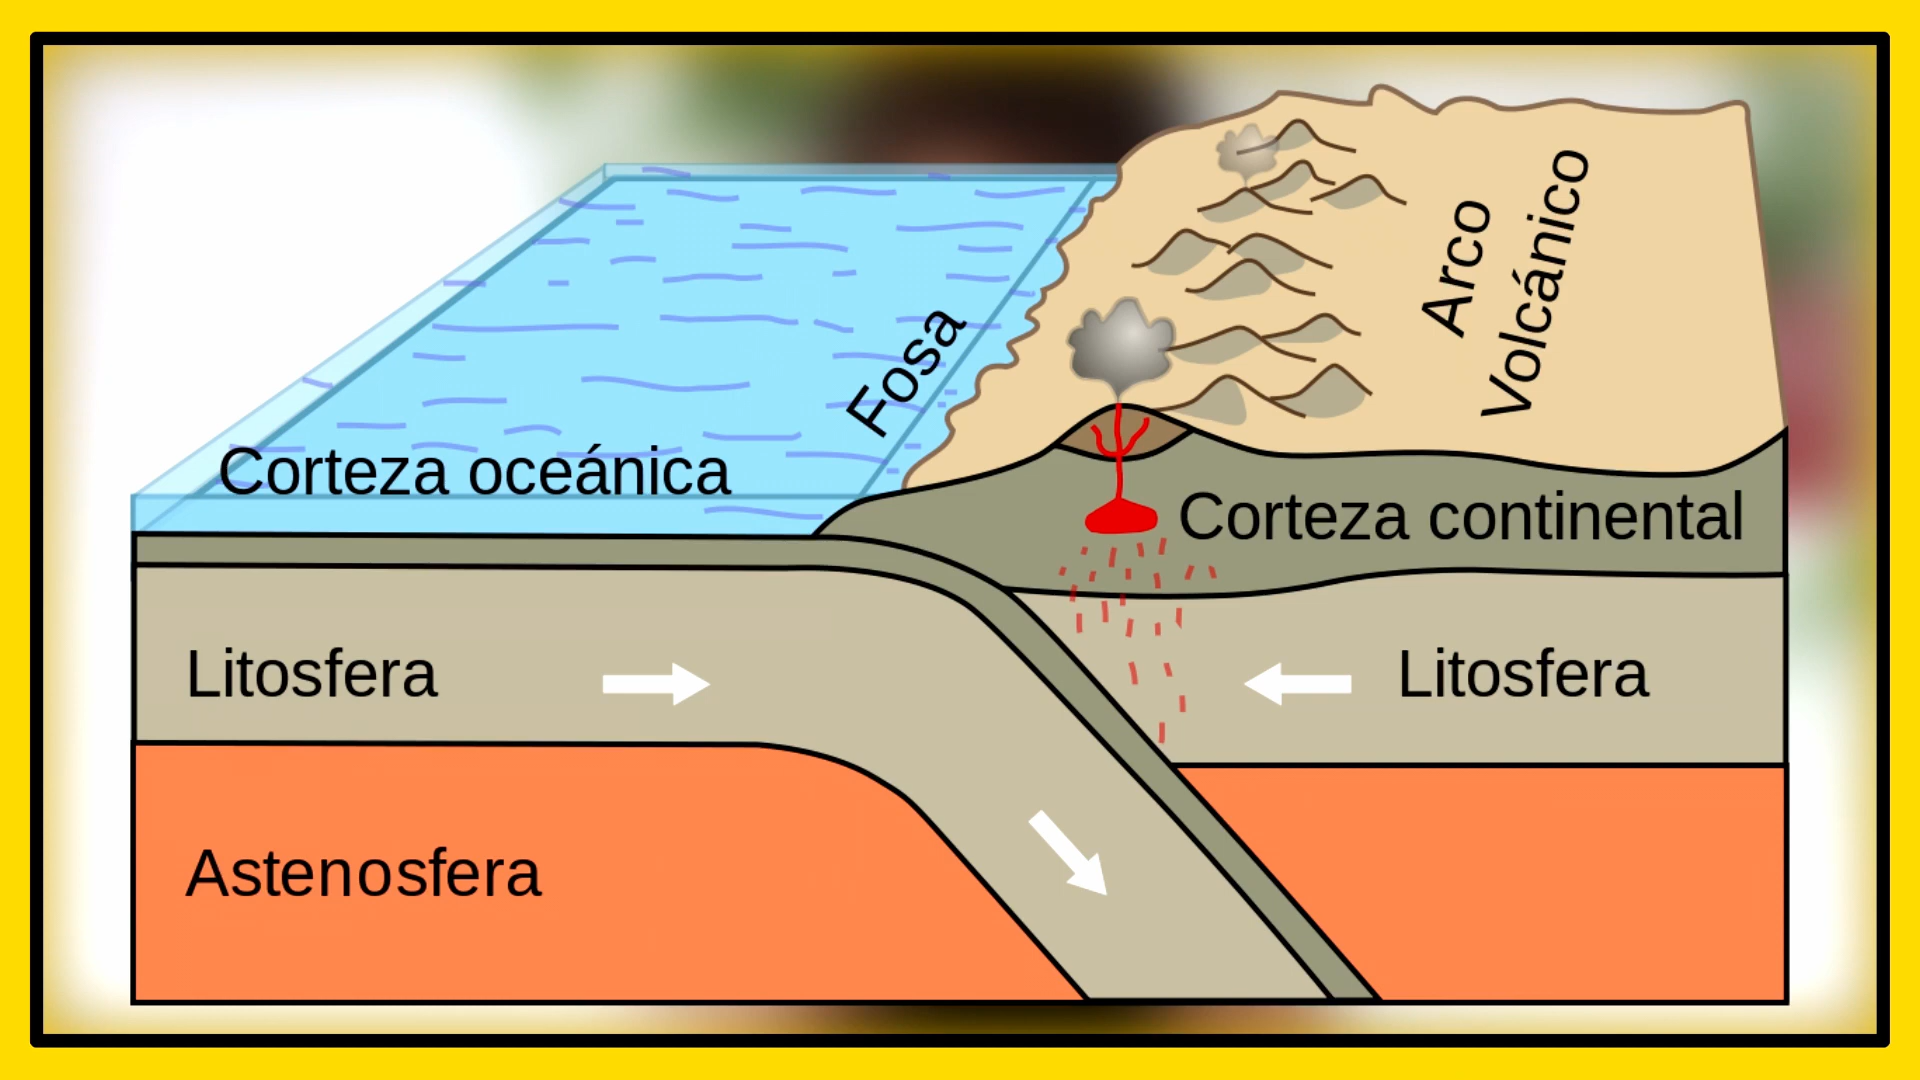 Arco
Volcánico
Fosa
Corteza oceánica
Corteza continental
Litosfera
Litosfera
Astenosfera